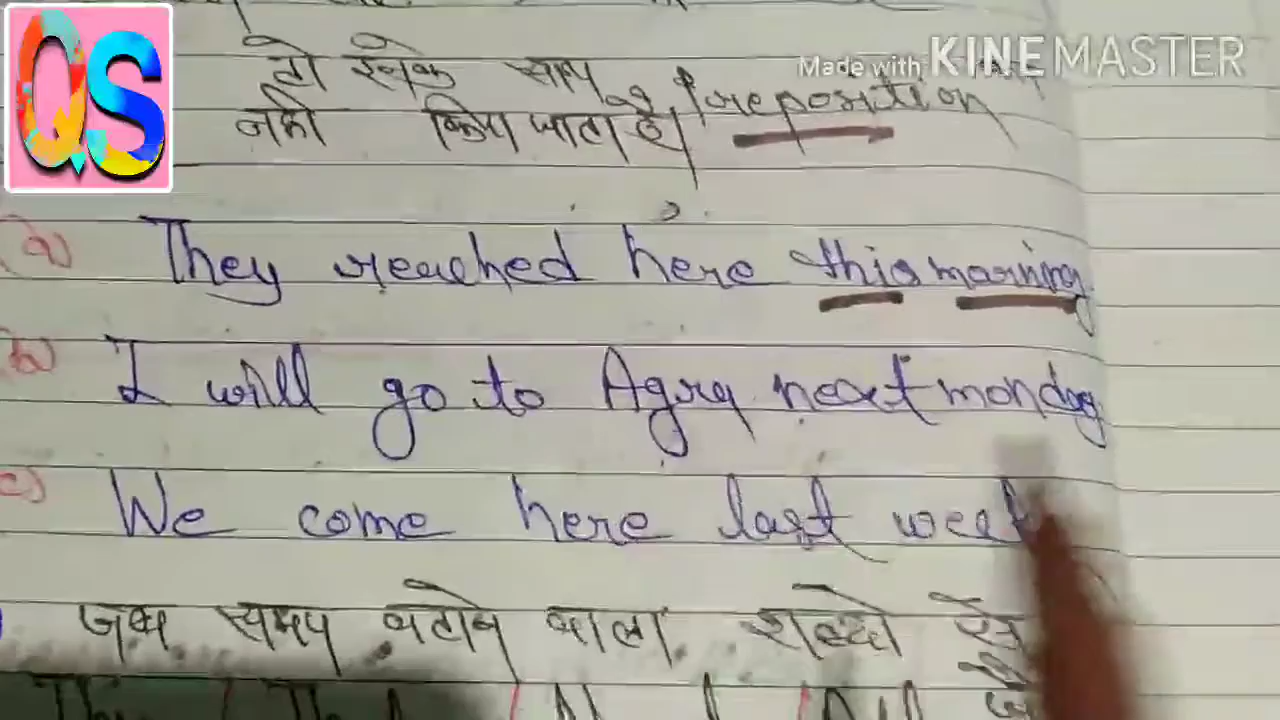 QS
Made with KINEMASTER
तो इनके साथ Preposition
नही किया जाता है।
a) They reached here this morning
b) I will go to Agra next monday
c) We come here last week
जब समय बताने वाला शब्दो